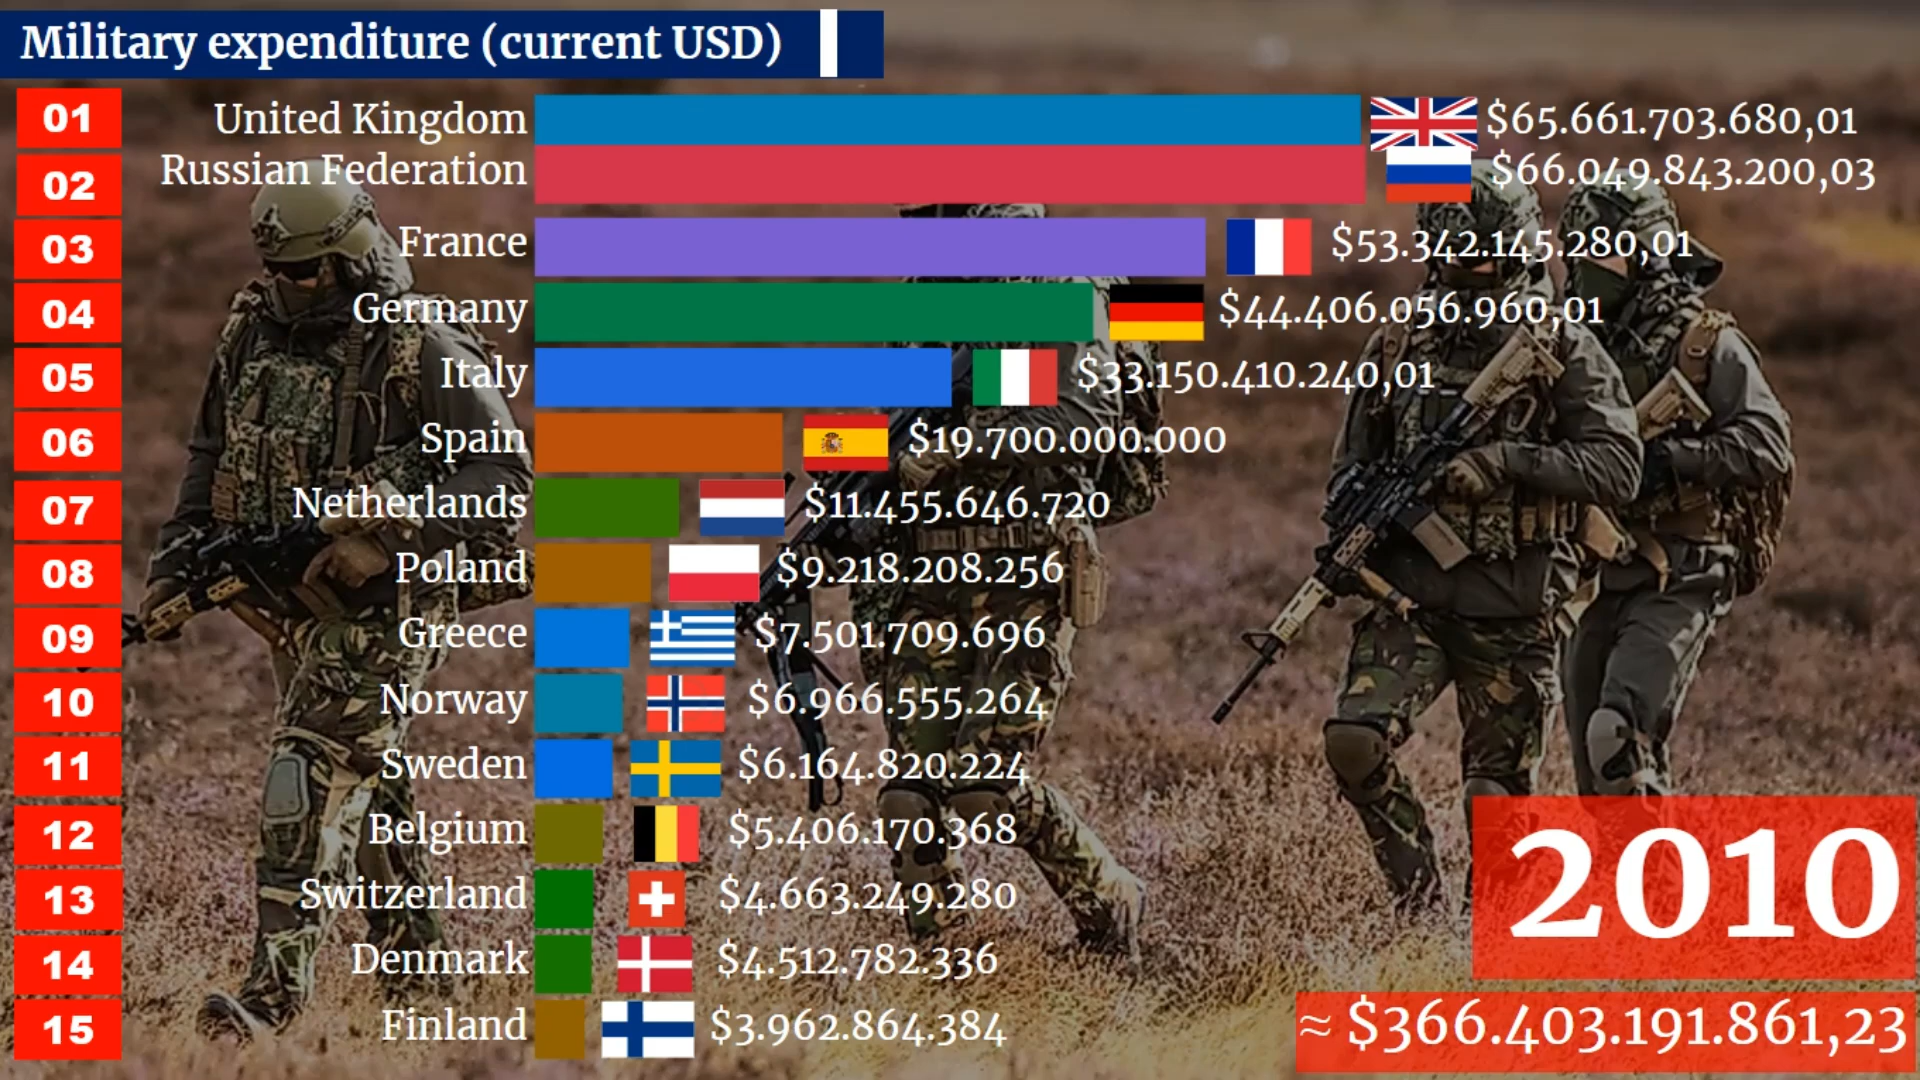 Military expenditure (current USD)
01 United Kingdom $65.661.703.680,01
02 Russian Federation $66.049.843.200,03
03 France $53.342.145.280,01
04 Germany $44.406.056.960,01
05 Italy $33.150.410.240,01
06 Spain $19.700.000.000
07 Netherlands $11.455.646.720
08 Poland $9.218.208.256
09 Greece $7.501.709.696
10 Norway $6.966.555.264
11 Sweden $6.164.820.224
12 Belgium $5.406.170.368
13 Switzerland $4.663.249.280
14 Denmark $4.512.782.336
15 Finland $3.962.864.384
2010
≈ $366.403.191.861,23